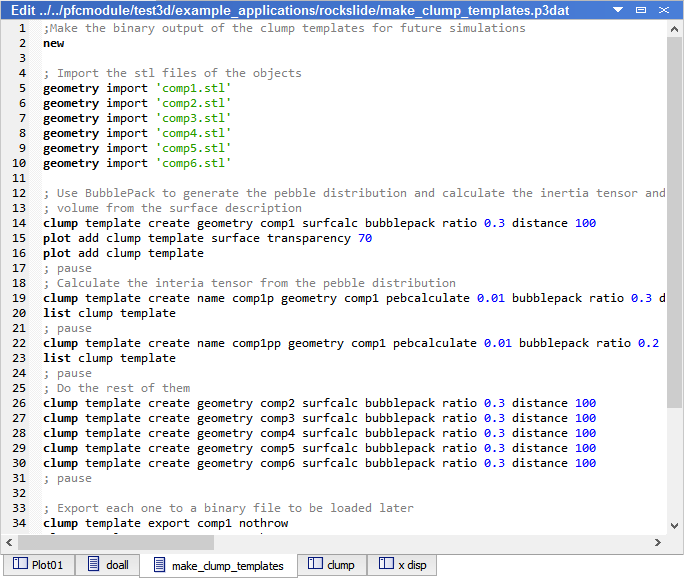 Edit ../../pfcmodule/test3d/example_applications/rockslide/make_clump_templates.p3dat
1 ;Make the binary output of the clump templates for future simulations
2 new
3
4 ; Import the stl files of the objects
5 geometry import 'comp1.stl'
6 geometry import 'comp2.stl'
7 geometry import 'comp3.stl'
8 geometry import 'comp4.stl'
9 geometry import 'comp5.stl'
10 geometry import 'comp6.stl'
11
12 ; Use BubblePack to generate the pebble distribution and calculate the inertia tensor and
13 ; volume from the surface description
14 clump template create geometry comp1 surfcalc bubblepack ratio 0.3 distance 100
15 plot add clump template surface transparency 70
16 plot add clump template
17 ; pause
18 ; Calculate the interia tensor from the pebble distribution
19 clump template create name comp1p geometry comp1 pebcalculate 0.01 bubblepack ratio 0.3 d
20 list clump template
21 ; pause
22 clump template create name comp1pp geometry comp1 pebcalculate 0.01 bubblepack ratio 0.2
23 list clump template
24 ; pause
25 ; Do the rest of them
26 clump template create geometry comp2 surfcalc bubblepack ratio 0.3 distance 100
27 clump template create geometry comp3 surfcalc bubblepack ratio 0.3 distance 100
28 clump template create geometry comp4 surfcalc bubblepack ratio 0.3 distance 100
29 clump template create geometry comp5 surfcalc bubblepack ratio 0.3 distance 100
30 clump template create geometry comp6 surfcalc bubblepack ratio 0.3 distance 100
31 ; pause
32
33 ; Export each one to a binary file to be loaded later
34 clump template export comp1 nothrow
Plot01 doall make_clump_templates clump x disp